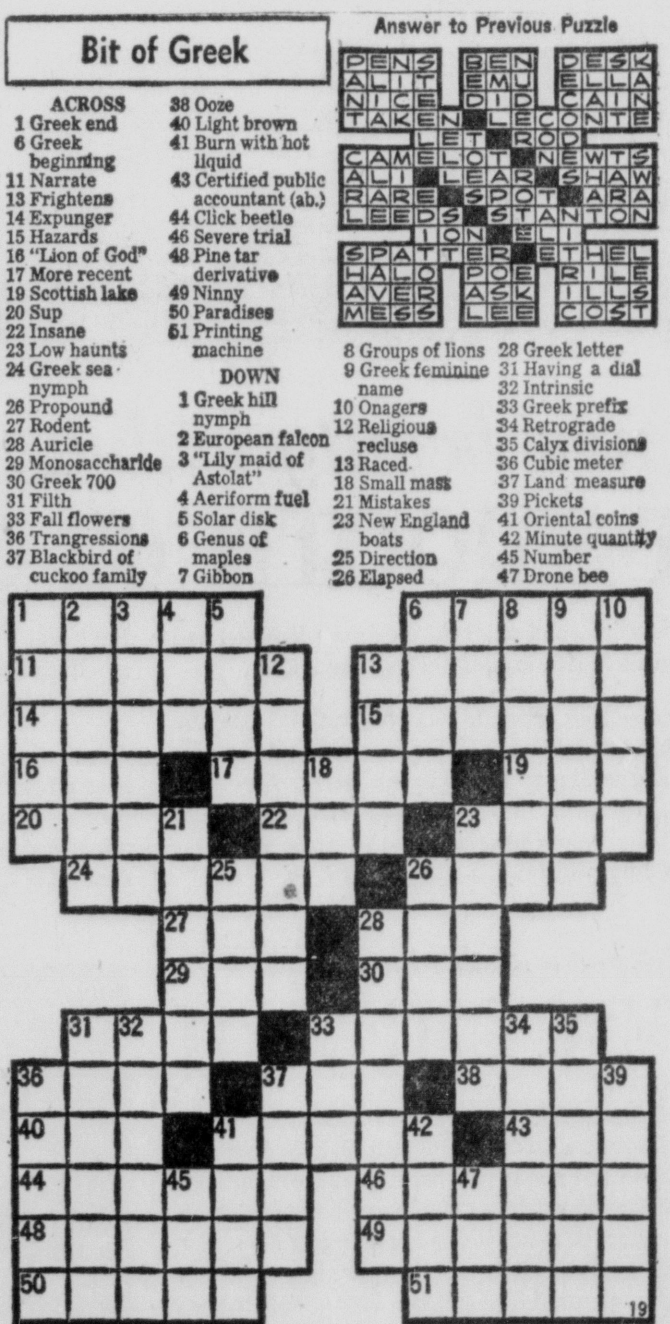 Bit of Greek
ACROSS
1 Greek end
6 Greek
beginning
11 Narrate
13 Frightens
14 Expunger
15 Hazards
16 "Lion of God"
17 More recent
19 Scottish lake
20 Sup
22 Insane
23 Low haunts
24 Greek sea
nymph
26 Propound
27 Rodent
28 Auricle
29 Monosaccharide
30 Greek 700
31 Filth
33 Fall flowers
36 Trangressions
37 Blackbird of
cuckoo family
38 Ooze
40 Light brown
41 Burn with hot
liquid
43 Certified public
accountant (ab.)
44 Click beetle
46 Severe trial
48 Pine tar
derivative
49 Ninny
50 Paradises
51 Printing
machine
DOWN
1 Greek hill
nymph
2 European falcon
3 "Lily maid of
Astolat"
4 Aeriform fuel
5 Solar disk
6 Genus of
maples
7 Gibbon
Answer to Previous Puzzle
PENS BEN DESK
ALIT EMU ELLA
NICE DID CAIN
TAKEN LECONTE
LET ROD
CAMELOT NEWTS
ALI LEAR SHAW
RARE SPOT ARA
LEEDS STANTON
ION ELI
SPATTER ETHEL
HALO POE RILE
AVER ASK ILLS
MESS LEE COST
8 Groups of lions
9 Greek feminine
name
10 Onagers
12 Religious
recluse
13 Raced
18 Small mask
21 Mistakes
23 New England
boats
25 Direction
26 Elapsed
28 Greek letter
31 Having a dial
32 Intrinsic
33 Greek prefix
34 Retrograde
35 Calyx divisions
36 Cubic meter
37 Land measure
39 Pickets
41 Oriental coins
42 Minute quantity
45 Number
47 Drone bee
1 2 3 4 5 6 7 8 9 10
11 12 13
14 15
16 17 18 19
20 21 22 23
24 25 26
27 28
29 30
31 32 33 34 35
36 37 38 39
40 41 42 43
44 45 46 47
48 49
50 51
19